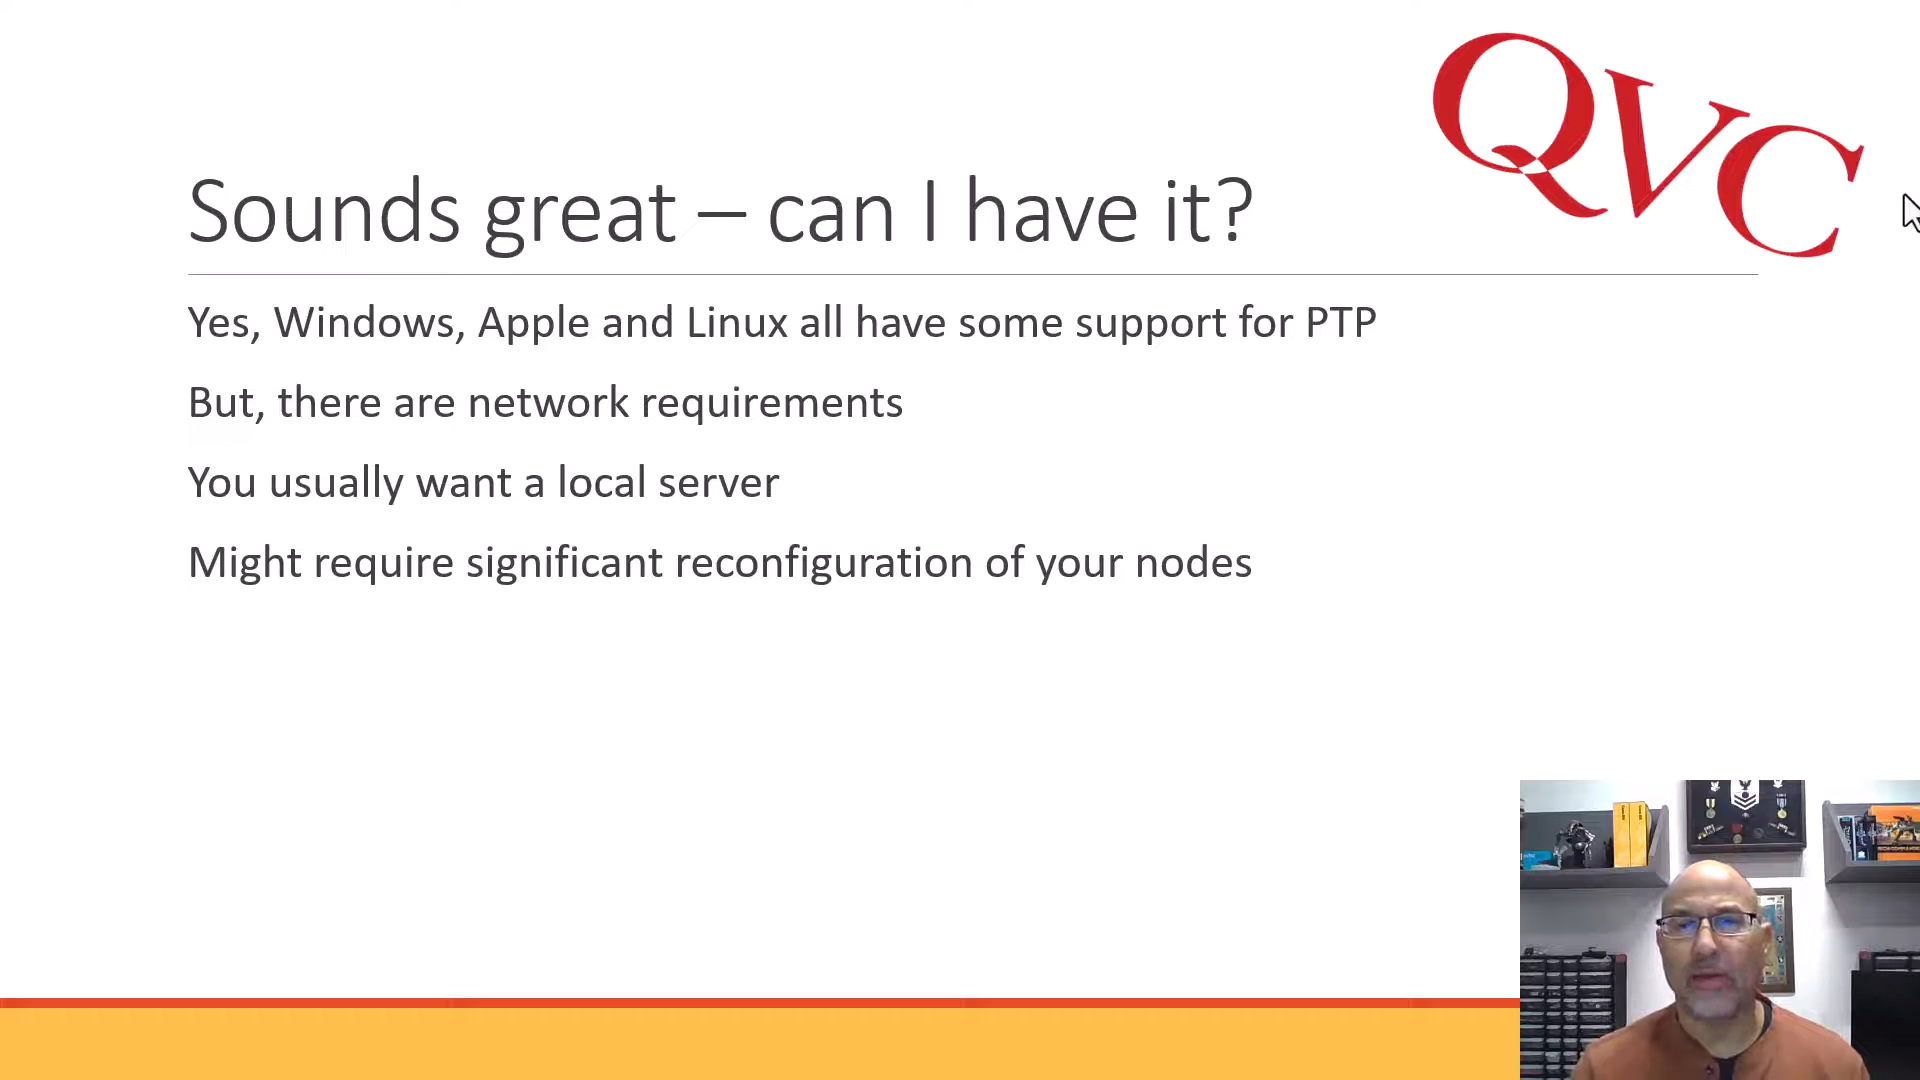 QVC
Sounds great – can I have it?
Yes, Windows, Apple and Linux all have some support for PTP
But, there are network requirements
You usually want a local server
Might require significant reconfiguration of your nodes